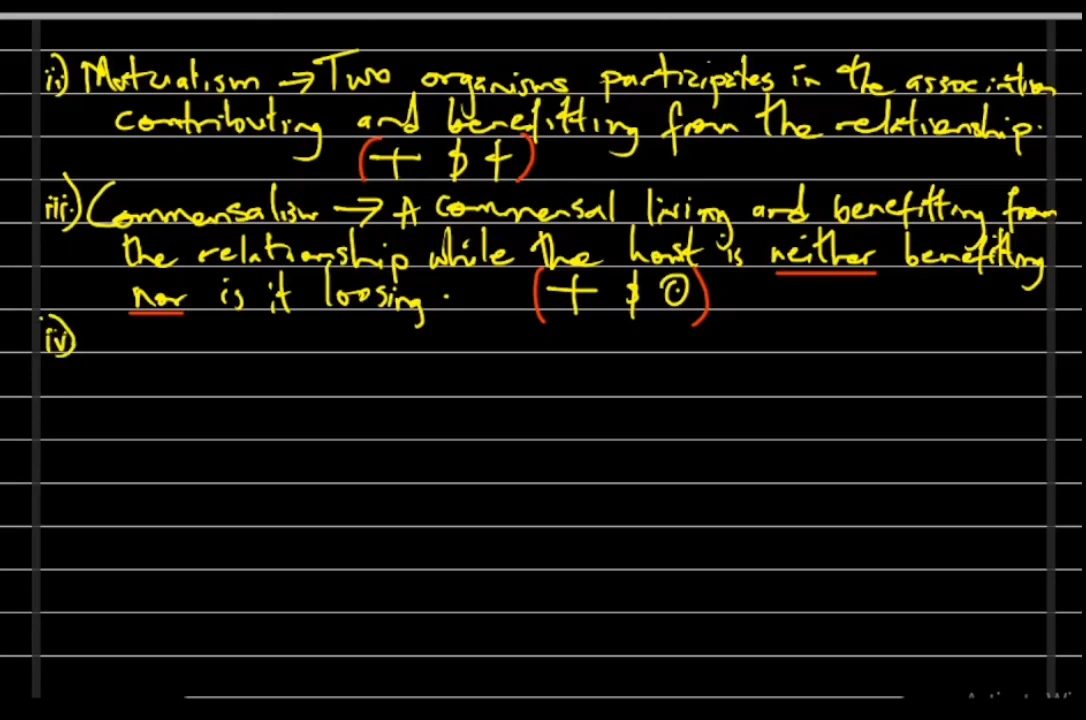 ii) Mutualism → Two organisms participates in the association
contributing and benefitting from the relationship.
(+ $ +)
iii) Commensalism → A commensal living and benefitting from
the relationship while the host is neither benefitting
nor is it loosing. (+ $ 0)
iv)